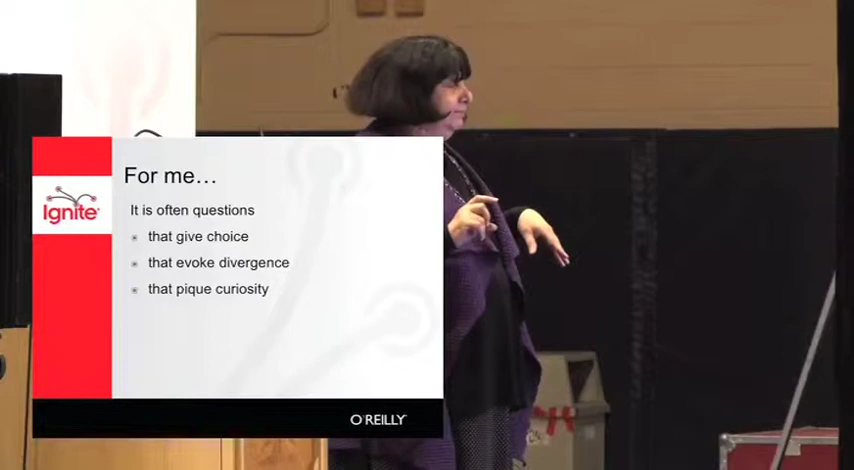 For me…
Ignite
It is often questions
that give choice
that evoke divergence
that pique curiosity
O'REILLY